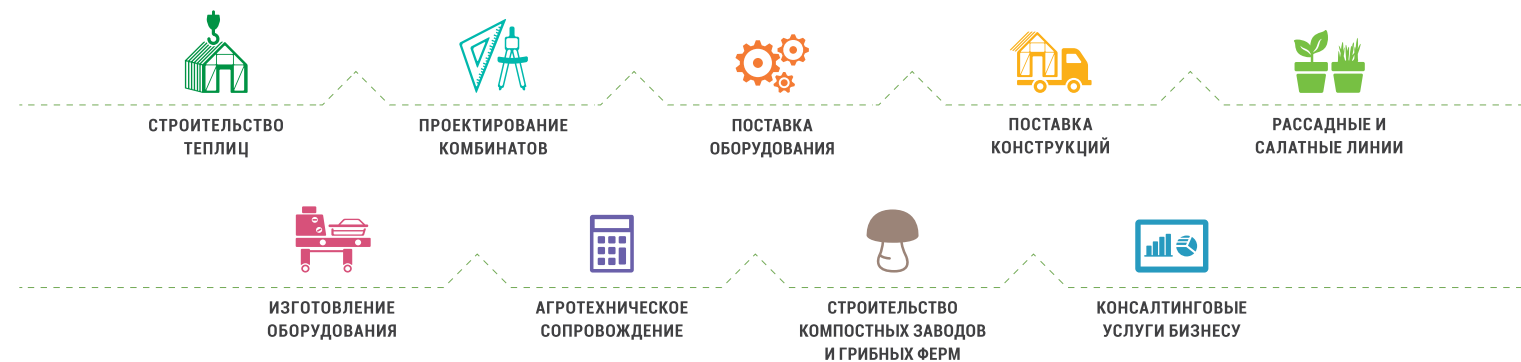 СТРОИТЕЛЬСТВО
ТЕПЛИЦ
ПРОЕКТИРОВАНИЕ
КОМБИНАТОВ
ПОСТАВКА
ОБОРУДОВАНИЯ
ПОСТАВКА
КОНСТРУКЦИЙ
РАССАДНЫЕ И
САЛАТНЫЕ ЛИНИИ
ИЗГОТОВЛЕНИЕ
ОБОРУДОВАНИЯ
АГРОТЕХНИЧЕСКОЕ
СОПРОВОЖДЕНИЕ
СТРОИТЕЛЬСТВО
КОМПОСТНЫХ ЗАВОДОВ
И ГРИБНЫХ ФЕРМ
КОНСАЛТИНГОВЫЕ
УСЛУГИ БИЗНЕСУ